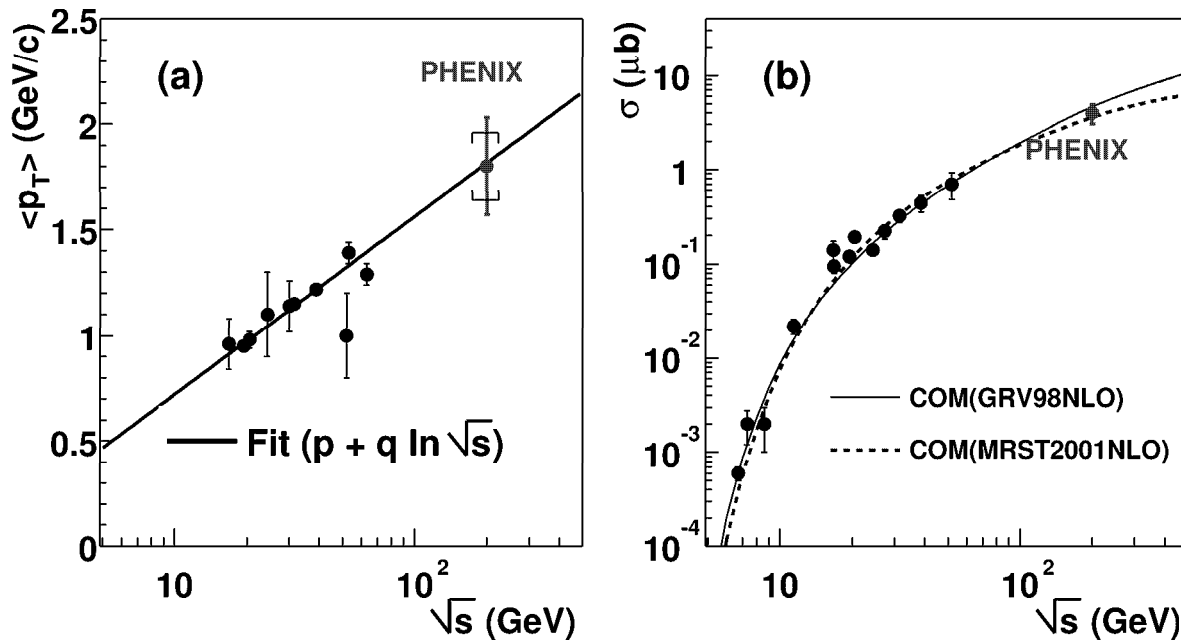 <p_T> (GeV/c)
2.5
2
1.5
1
0.5
0
(a)
PHENIX
Fit (p + q ln √s)
10
10²
√s (GeV)
σ (μb)
10
1
10⁻¹
10⁻²
10⁻³
10⁻⁴
(b)
PHENIX
COM(GRV98NLO)
COM(MRST2001NLO)
10
10²
√s (GeV)